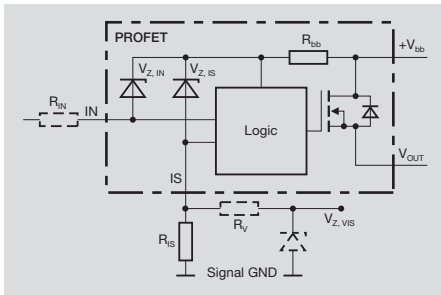 PROFET
R_bb
+V_bb
V_Z, IN
V_Z, IS
R_IN
IN
Logic
V_OUT
IS
R_V
V_Z, VIS
R_IS
Signal GND